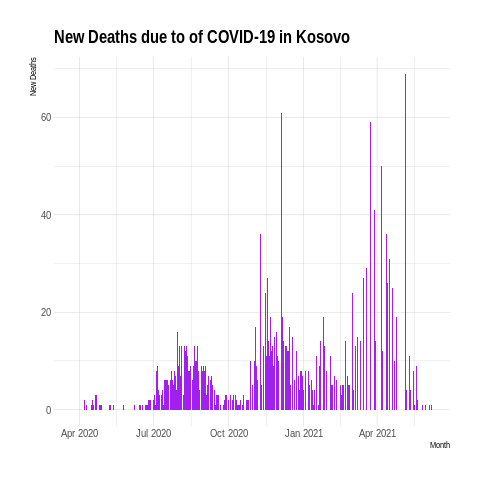 New Deaths due to of COVID-19 in Kosovo
New Deaths
60
40
20
0
Apr 2020
Jul 2020
Oct 2020
Jan 2021
Apr 2021
Month